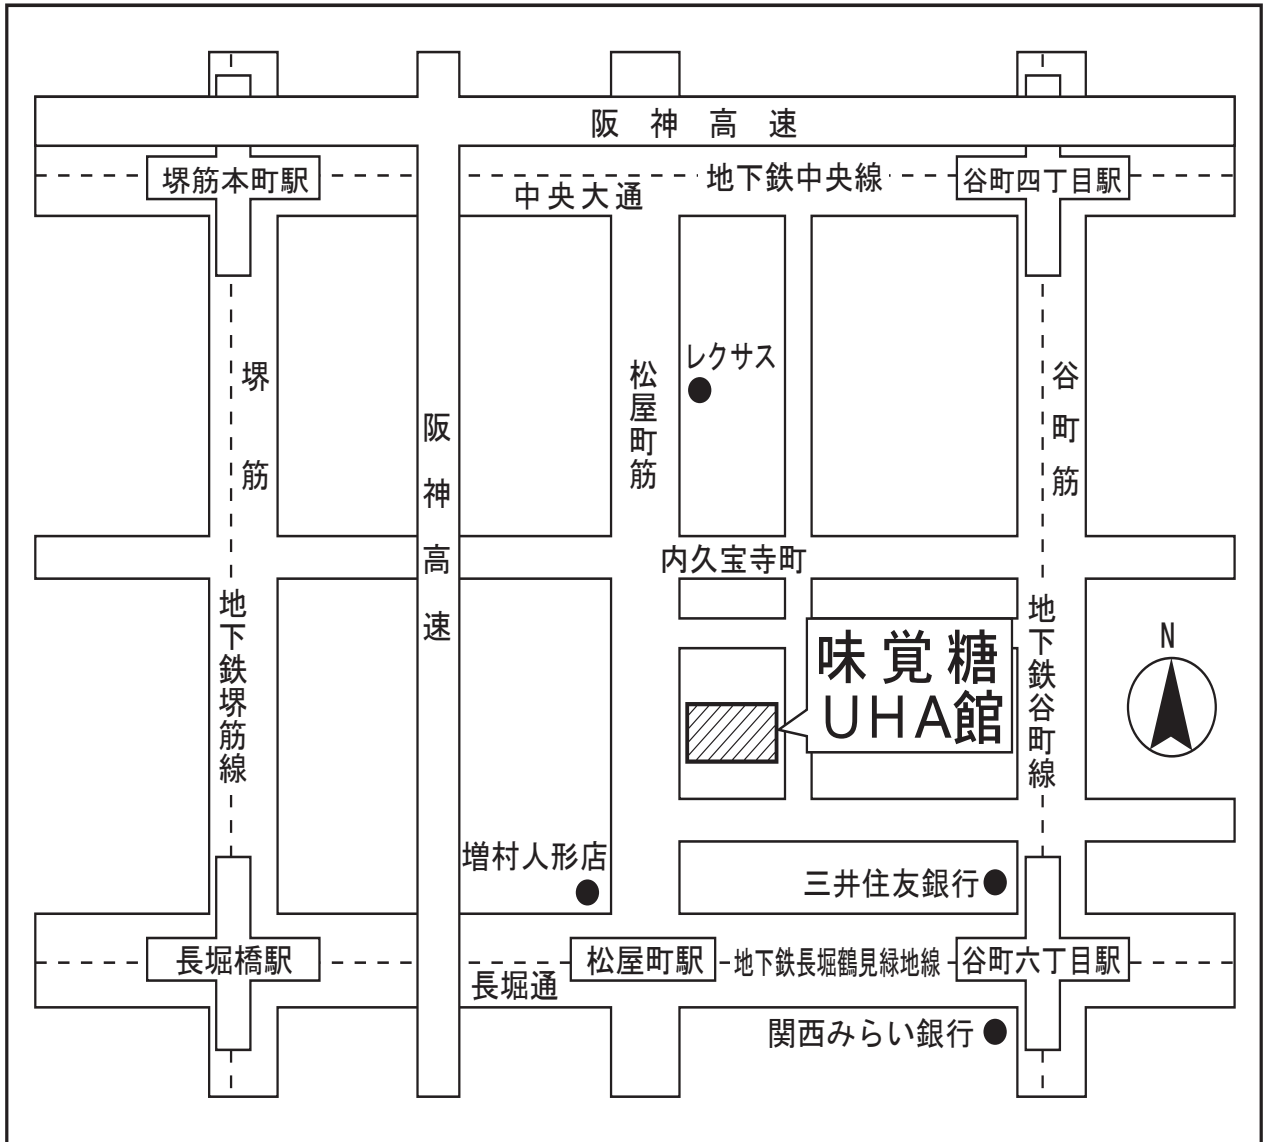 阪神高速
堺筋本町駅
地下鉄中央線
谷町四丁目駅
中央大通
レクサス
堺筋
阪神高速
松屋町筋
谷町筋
内久宝寺町
地下鉄堺筋線
地下鉄谷町線
N
味覚糖
UHA館
増村人形店
三井住友銀行
長堀橋駅
松屋町駅
地下鉄長堀鶴見緑地線
谷町六丁目駅
長堀通
関西みらい銀行